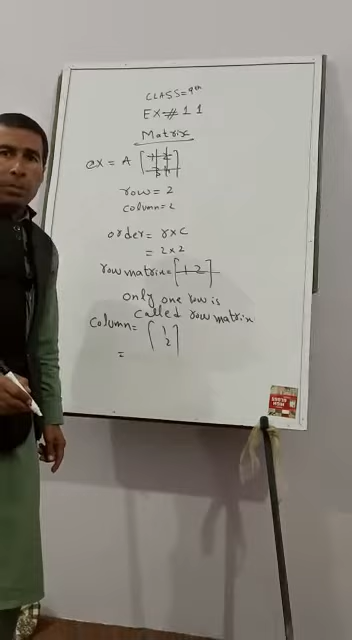 CLASS=9th
EX# 1 1
Matrix
ex = A [1 2
3 4]
row = 2
column = 2
order = r×c
= 2×2
row matrix = [1 2]
only one row is
called row matrix
column = [1
2]
=